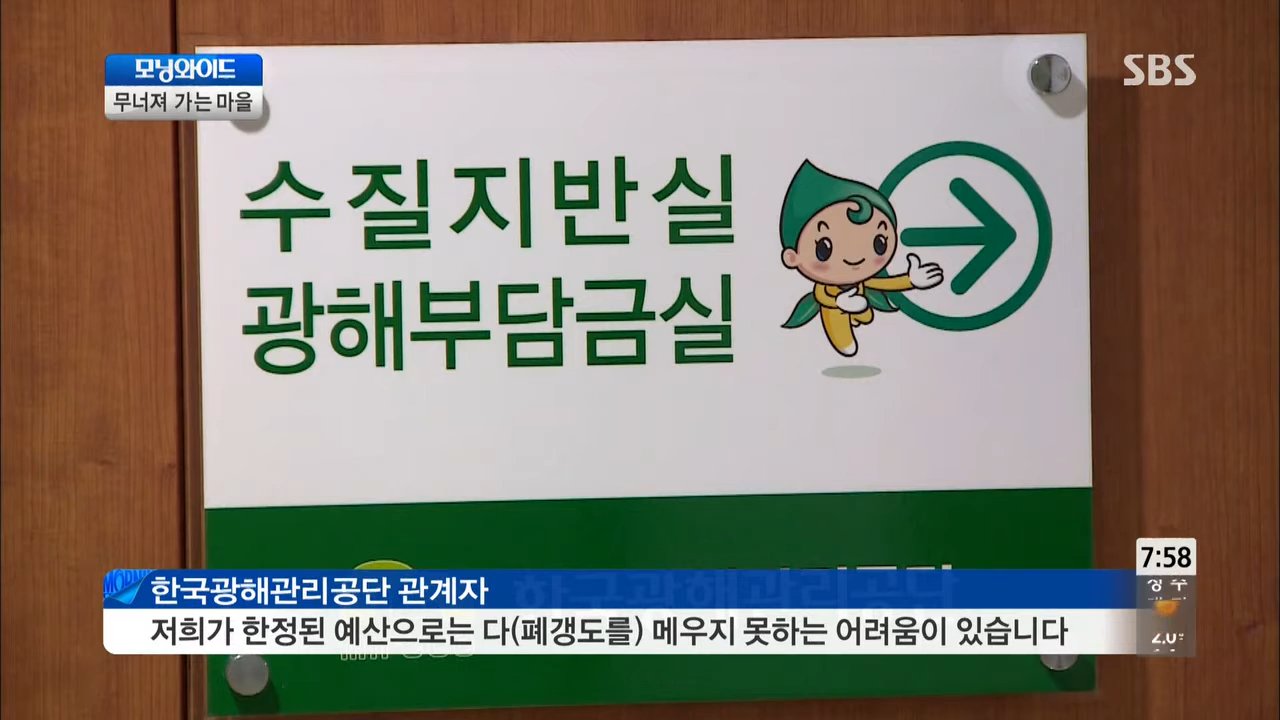 모닝와이드
SBS
무너져 가는 마을
수질지반실
광해부담금실
7:58
한국광해관리공단 관계자
저희가 한정된 예산으로는 다(폐갱도를) 메우지 못하는 어려움이 있습니다